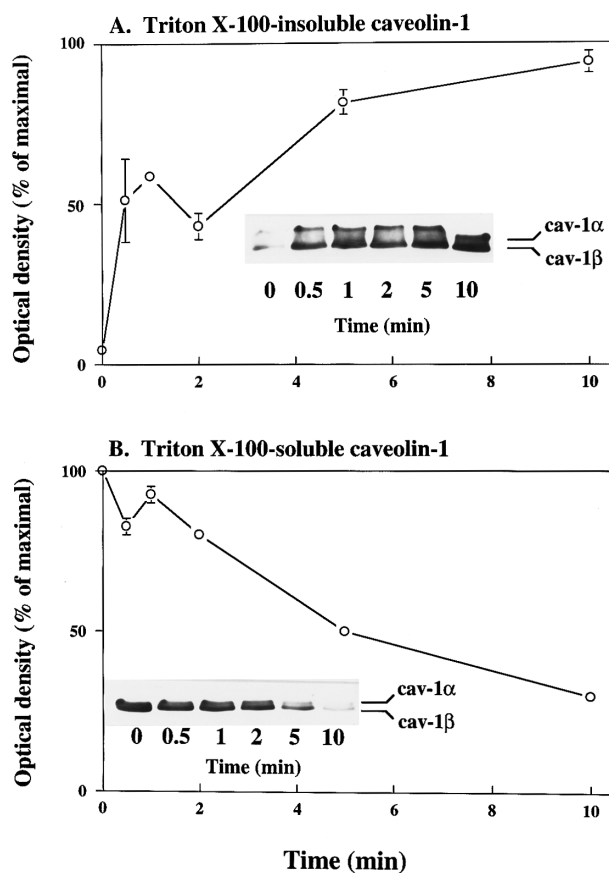 A. Triton X-100-insoluble caveolin-1
Optical density (% of maximal)
100
50
0
cav-1α
cav-1β
0 0.5 1 2 5 10
Time (min)
0 2 4 6 8 10
B. Triton X-100-soluble caveolin-1
Optical density (% of maximal)
100
50
0
cav-1α
cav-1β
0 0.5 1 2 5 10
Time (min)
0 2 4 6 8 10
Time (min)